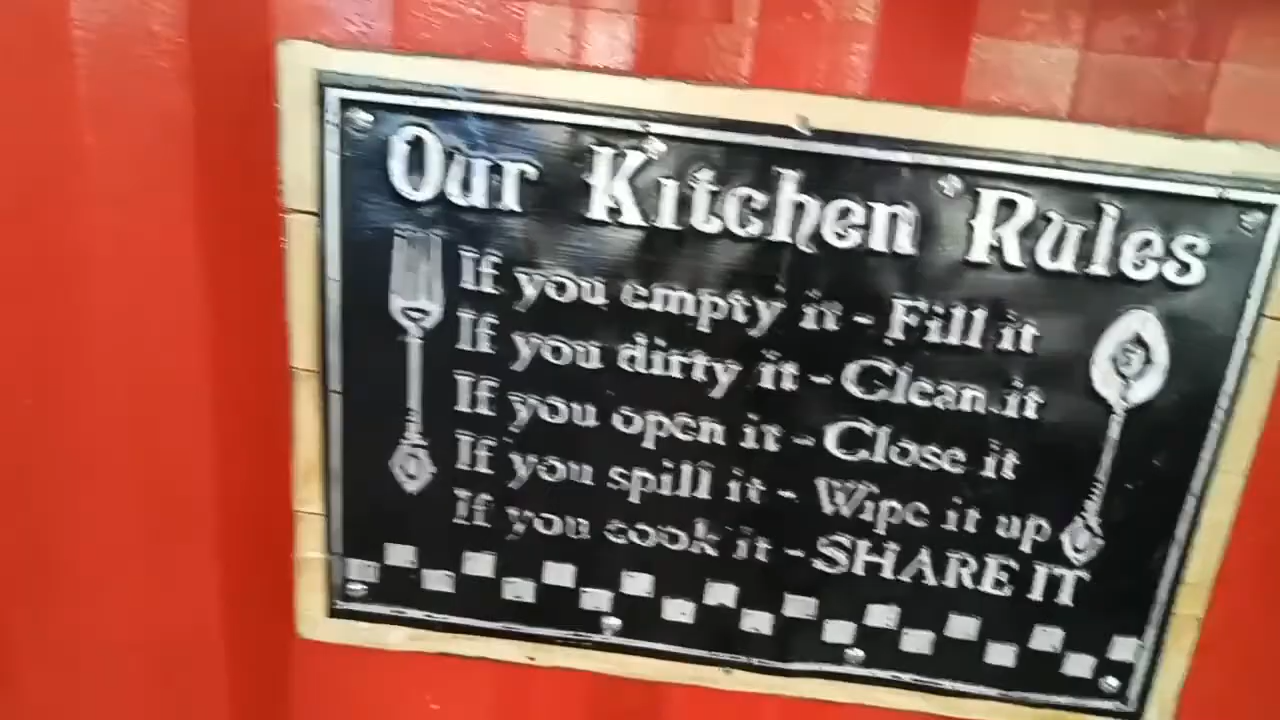 Our Kitchen Rules
If you empty it - Fill it
If you dirty it - Clean it
If you open it - Close it
If you spill it - Wipe it up
If you cook it - SHARE IT